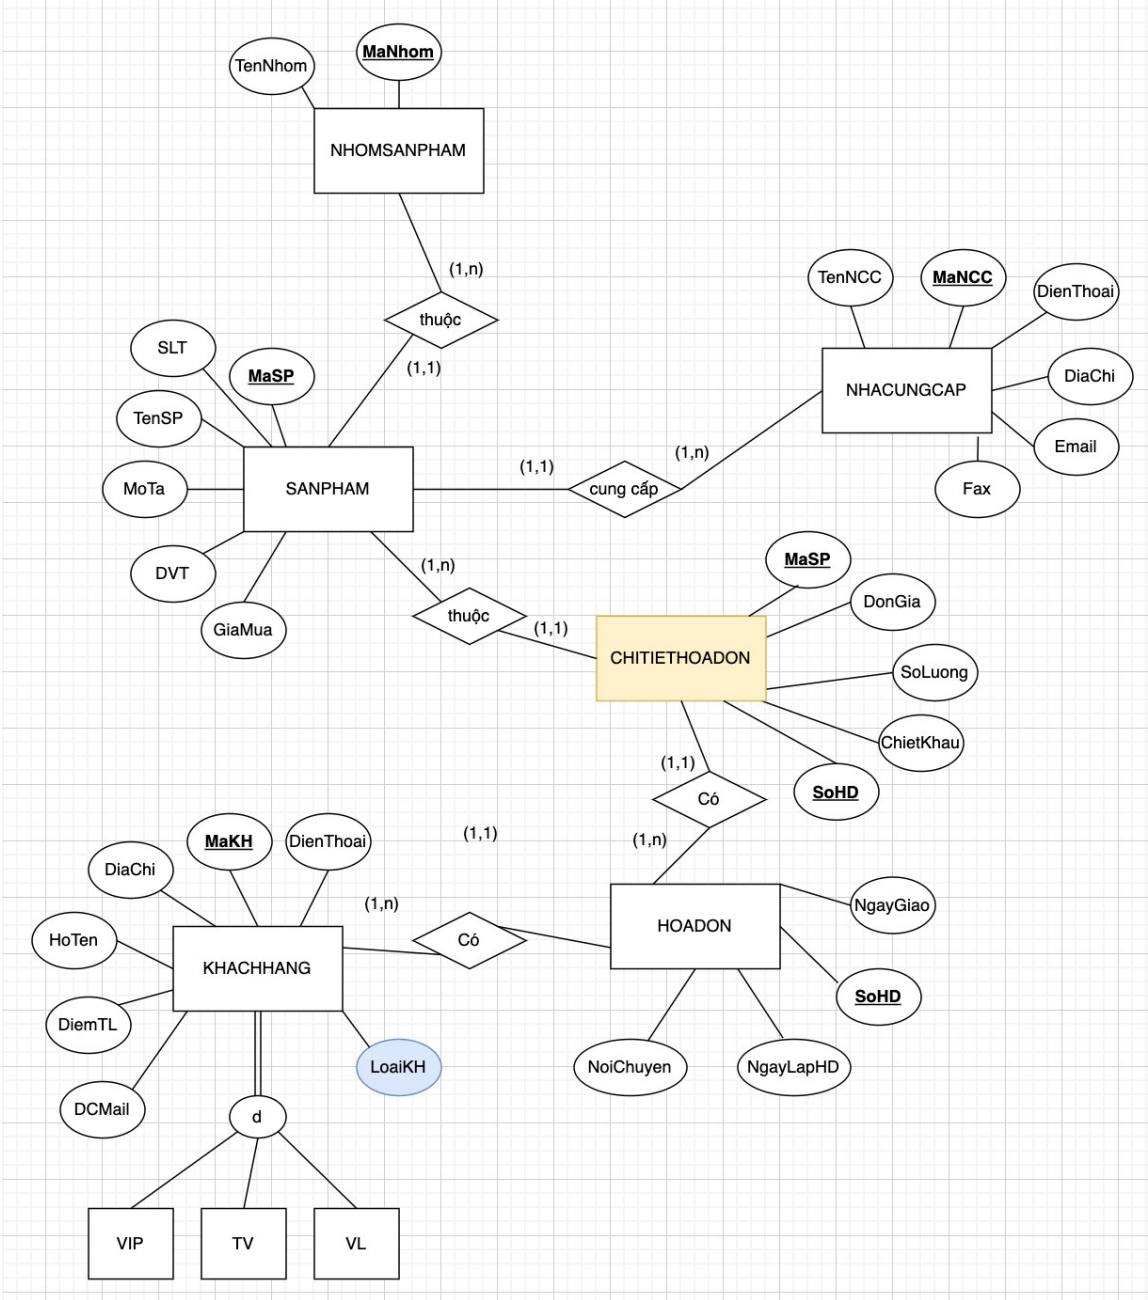 MaNhom
TenNhom
NHOMSANPHAM
(1,n)
thuộc
(1,1)
TenNCC
MaNCC
DienThoai
NHACUNGCAP
DiaChi
Email
Fax
SLT
MaSP
TenSP
MoTa
SANPHAM
DVT
GiaMua
(1,1)
cung cấp
(1,n)
(1,n)
thuộc
(1,1)
MaSP
DonGia
CHITIETHOADON
SoLuong
ChietKhau
SoHD
(1,1)
Có
(1,n)
MaKH
DienThoai
DiaChi
HoTen
KHACHHANG
DiemTL
DCMail
LoaiKH
(1,n)
Có
(1,1)
HOADON
NgayGiao
SoHD
NoiChuyen
NgayLapHD
d
VIP
TV
VL